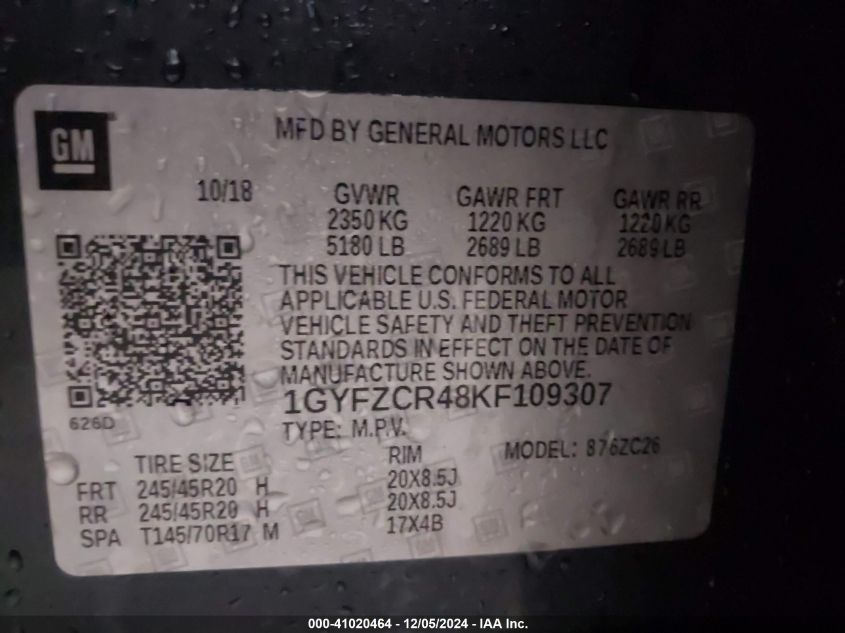 GM
MFD BY GENERAL MOTORS LLC
10/18 GVWR GAWR FRT GAWR RR
2350 KG 1220 KG 1220 KG
5180 LB 2689 LB 2689 LB
THIS VEHICLE CONFORMS TO ALL
APPLICABLE U.S. FEDERAL MOTOR
VEHICLE SAFETY AND THEFT PREVENTION
STANDARDS IN EFFECT ON THE DATE OF
MANUFACTURE SHOWN ABOVE.
1GYFZCR48KF109307
626D
TYPE: M.P.V.
MODEL: 876ZC26
TIRE SIZE RIM
FRT 245/45R20 H 20X8.5J
RR 245/45R20 H 20X8.5J
SPA T145/70R17 M 17X4B
000-41020464 - 12/05/2024 - IAA Inc.